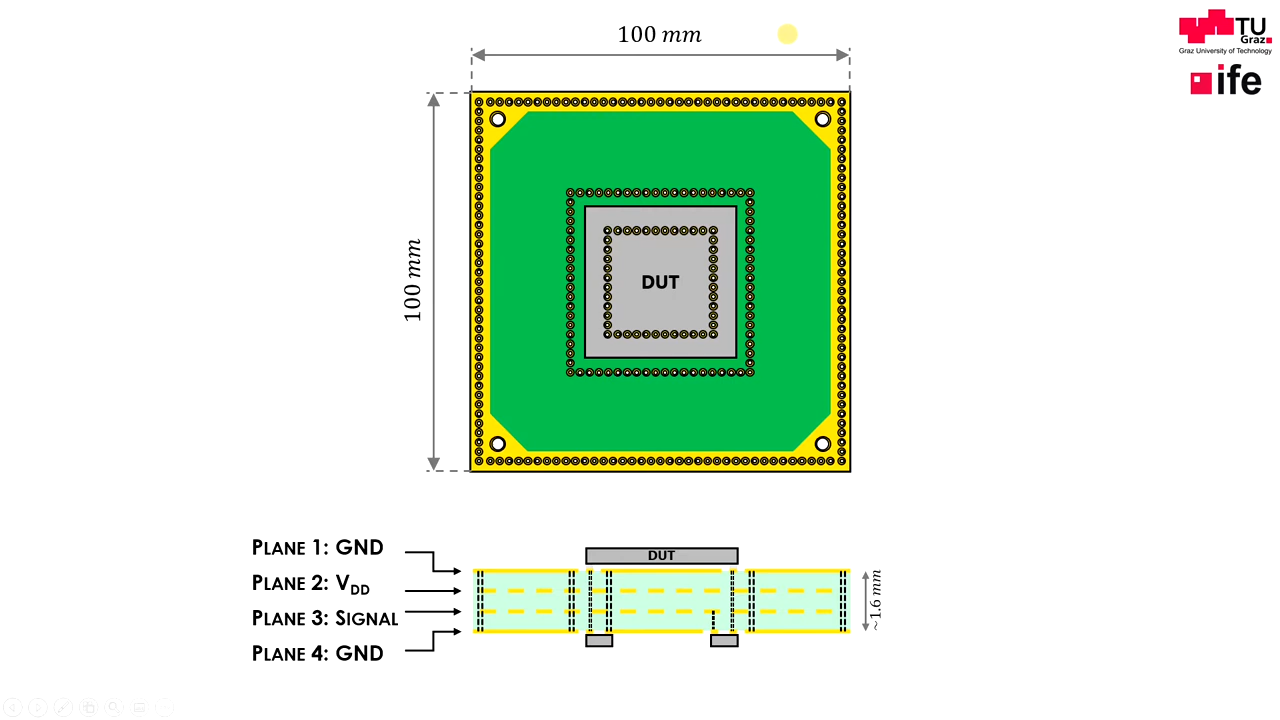 100 mm
TU
Graz
Graz University of Technology
ife
100 mm
DUT
PLANE 1: GND
PLANE 2: VDD
PLANE 3: SIGNAL
PLANE 4: GND
DUT
~1.6 mm